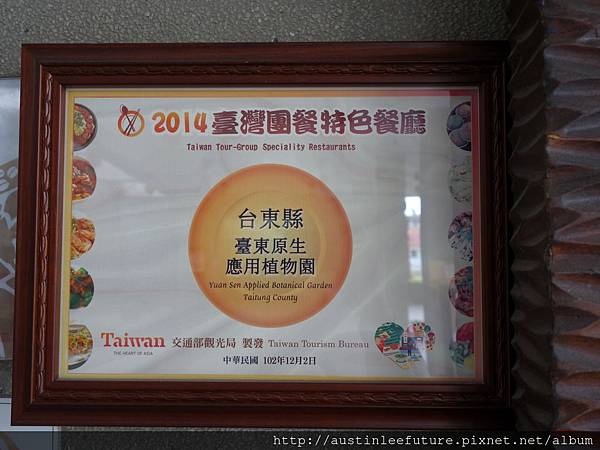 2014臺灣團餐特色餐廳
Taiwan Tour-Group Speciality Restaurants
台東縣
臺東原生
應用植物園
Yuan Sen Applied Botanical Garden
Taitung County
Taiwan
THE HEART OF ASIA
交通部觀光局 製發 Taiwan Tourism Bureau
中華民國 102年12月2日
http://austinleefuture.pixnet.net/album